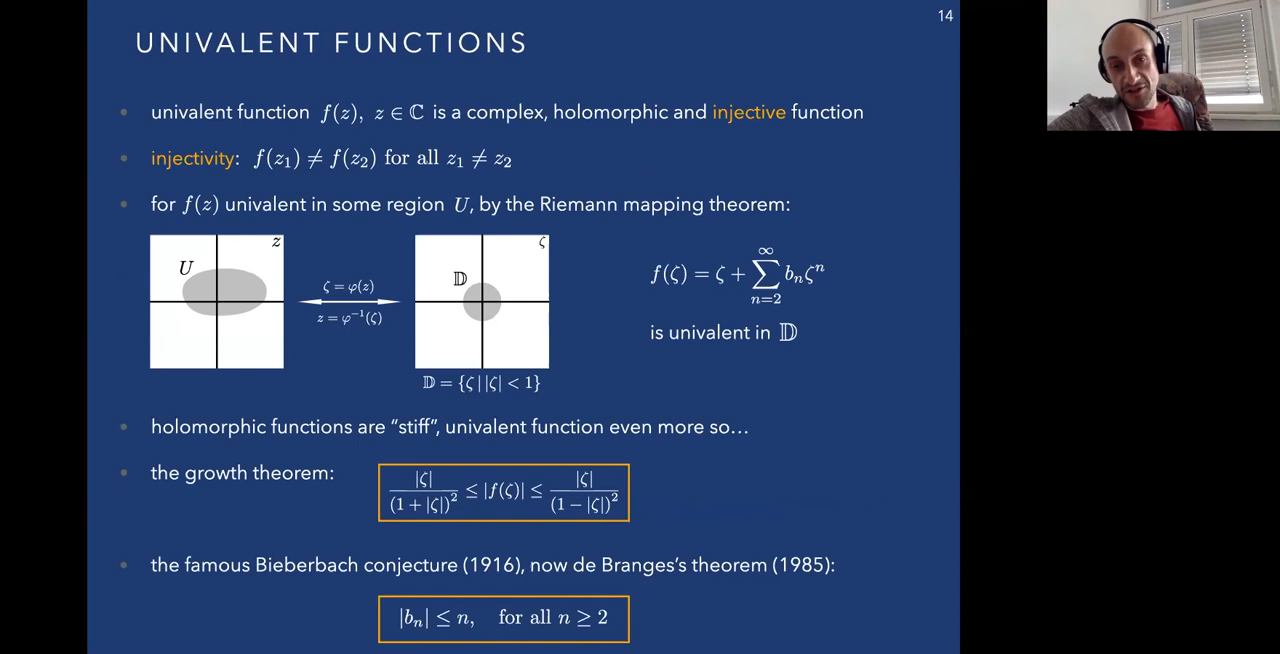 14
UNIVALENT FUNCTIONS
• univalent function f(z), z ∈ ℂ is a complex, holomorphic and injective function
• injectivity: f(z₁) ≠ f(z₂) for all z₁ ≠ z₂
• for f(z) univalent in some region U, by the Riemann mapping theorem:
z
U
ζ = φ(z)
z = φ⁻¹(ζ)
ζ
𝔻
𝔻 = {ζ | |ζ| < 1}
f(ζ) = ζ + ∑_{n=2}^{∞} bₙζⁿ
is univalent in 𝔻
• holomorphic functions are “stiff”, univalent function even more so…
• the growth theorem: |ζ|/(1 + |ζ|)² ≤ |f(ζ)| ≤ |ζ|/(1 − |ζ|)²
• the famous Bieberbach conjecture (1916), now de Branges’s theorem (1985):
|bₙ| ≤ n, for all n ≥ 2